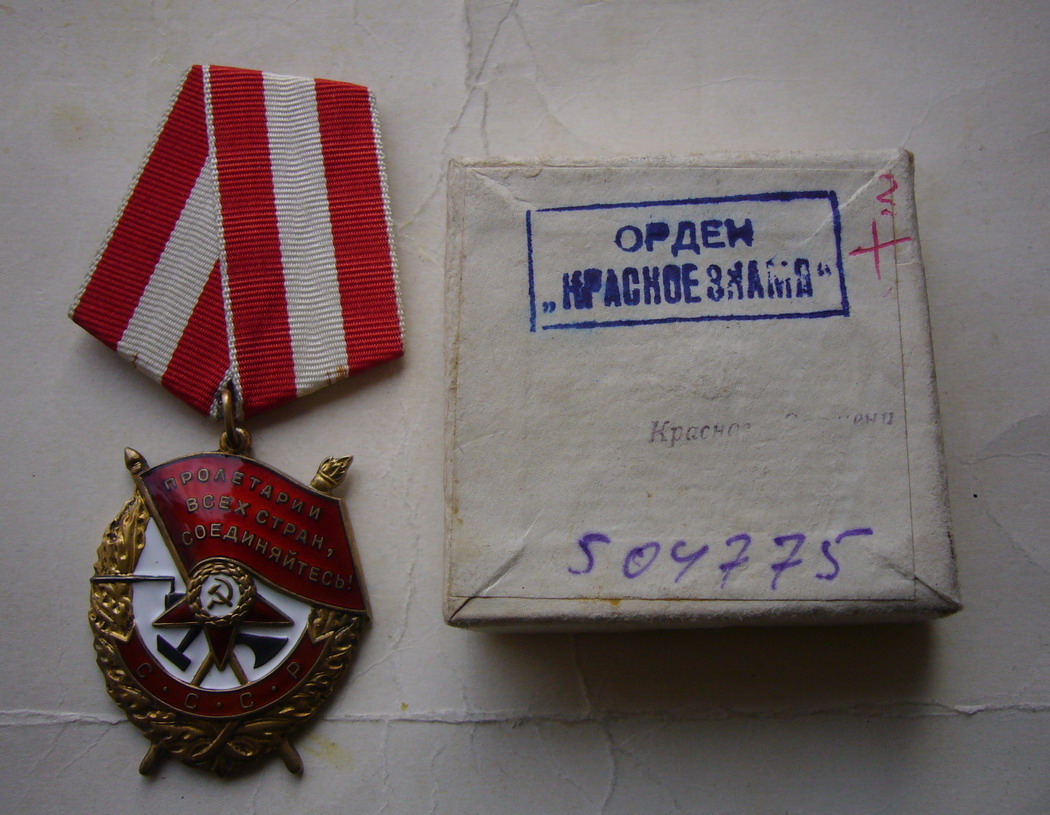 ПРОЛЕТАРИИ
ВСЕХ СТРАН,
СОЕДИНЯЙТЕСЬ!
С·С·С·Р
ОРДЕН
„КРАСНОЕ ЗНАМЯ“
504775